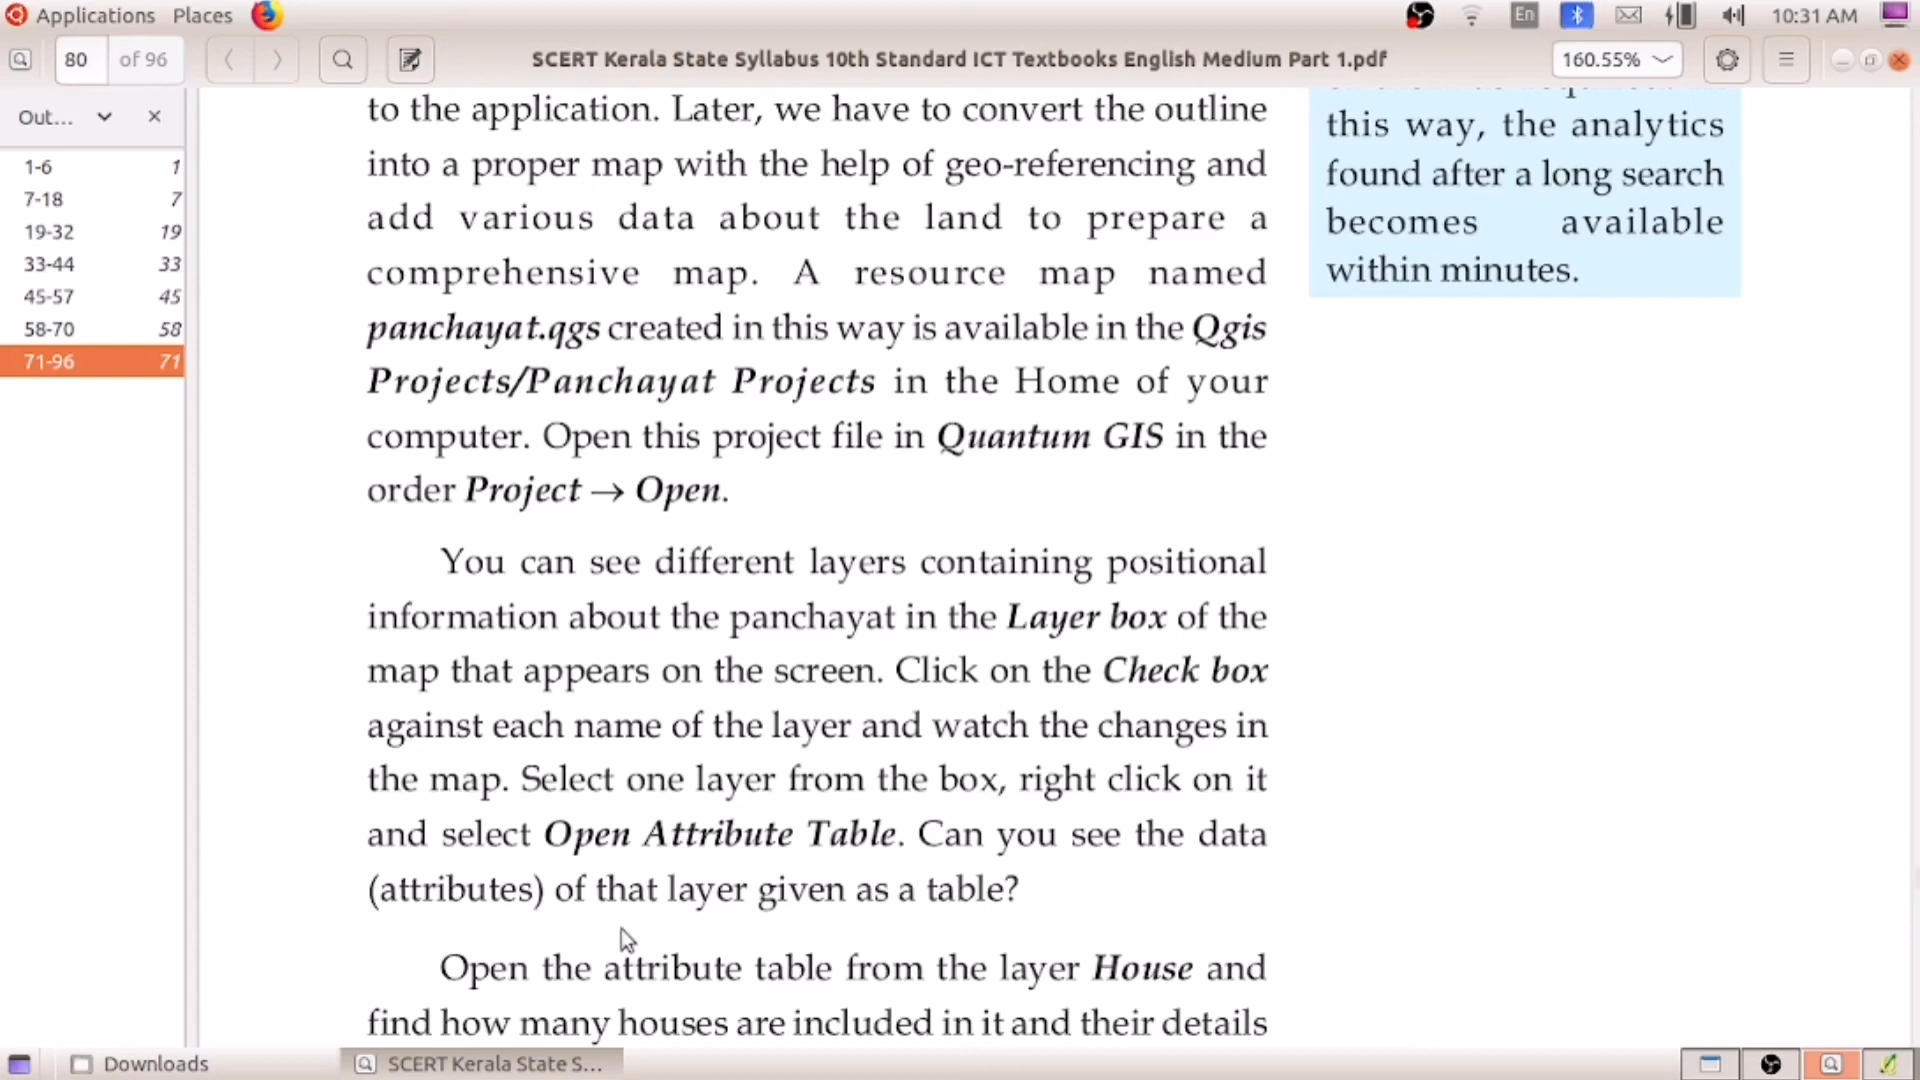 Applications Places
En
10:31 AM
80 of 96
SCERT Kerala State Syllabus 10th Standard ICT Textbooks English Medium Part 1.pdf
160.55%
Out...
1-6 1
7-18 7
19-32 19
33-44 33
45-57 45
58-70 58
71-96 71
to the application. Later, we have to convert the outline
into a proper map with the help of geo-referencing and
add various data about the land to prepare a
comprehensive map. A resource map named
panchayat.qgs created in this way is available in the Qgis
Projects/Panchayat Projects in the Home of your
computer. Open this project file in Quantum GIS in the
order Project → Open.
You can see different layers containing positional
information about the panchayat in the Layer box of the
map that appears on the screen. Click on the Check box
against each name of the layer and watch the changes in
the map. Select one layer from the box, right click on it
and select Open Attribute Table. Can you see the data
(attributes) of that layer given as a table?
Open the attribute table from the layer House and
find how many houses are included in it and their details
this way, the analytics
found after a long search
becomes available
within minutes.
Downloads
SCERT Kerala State S...